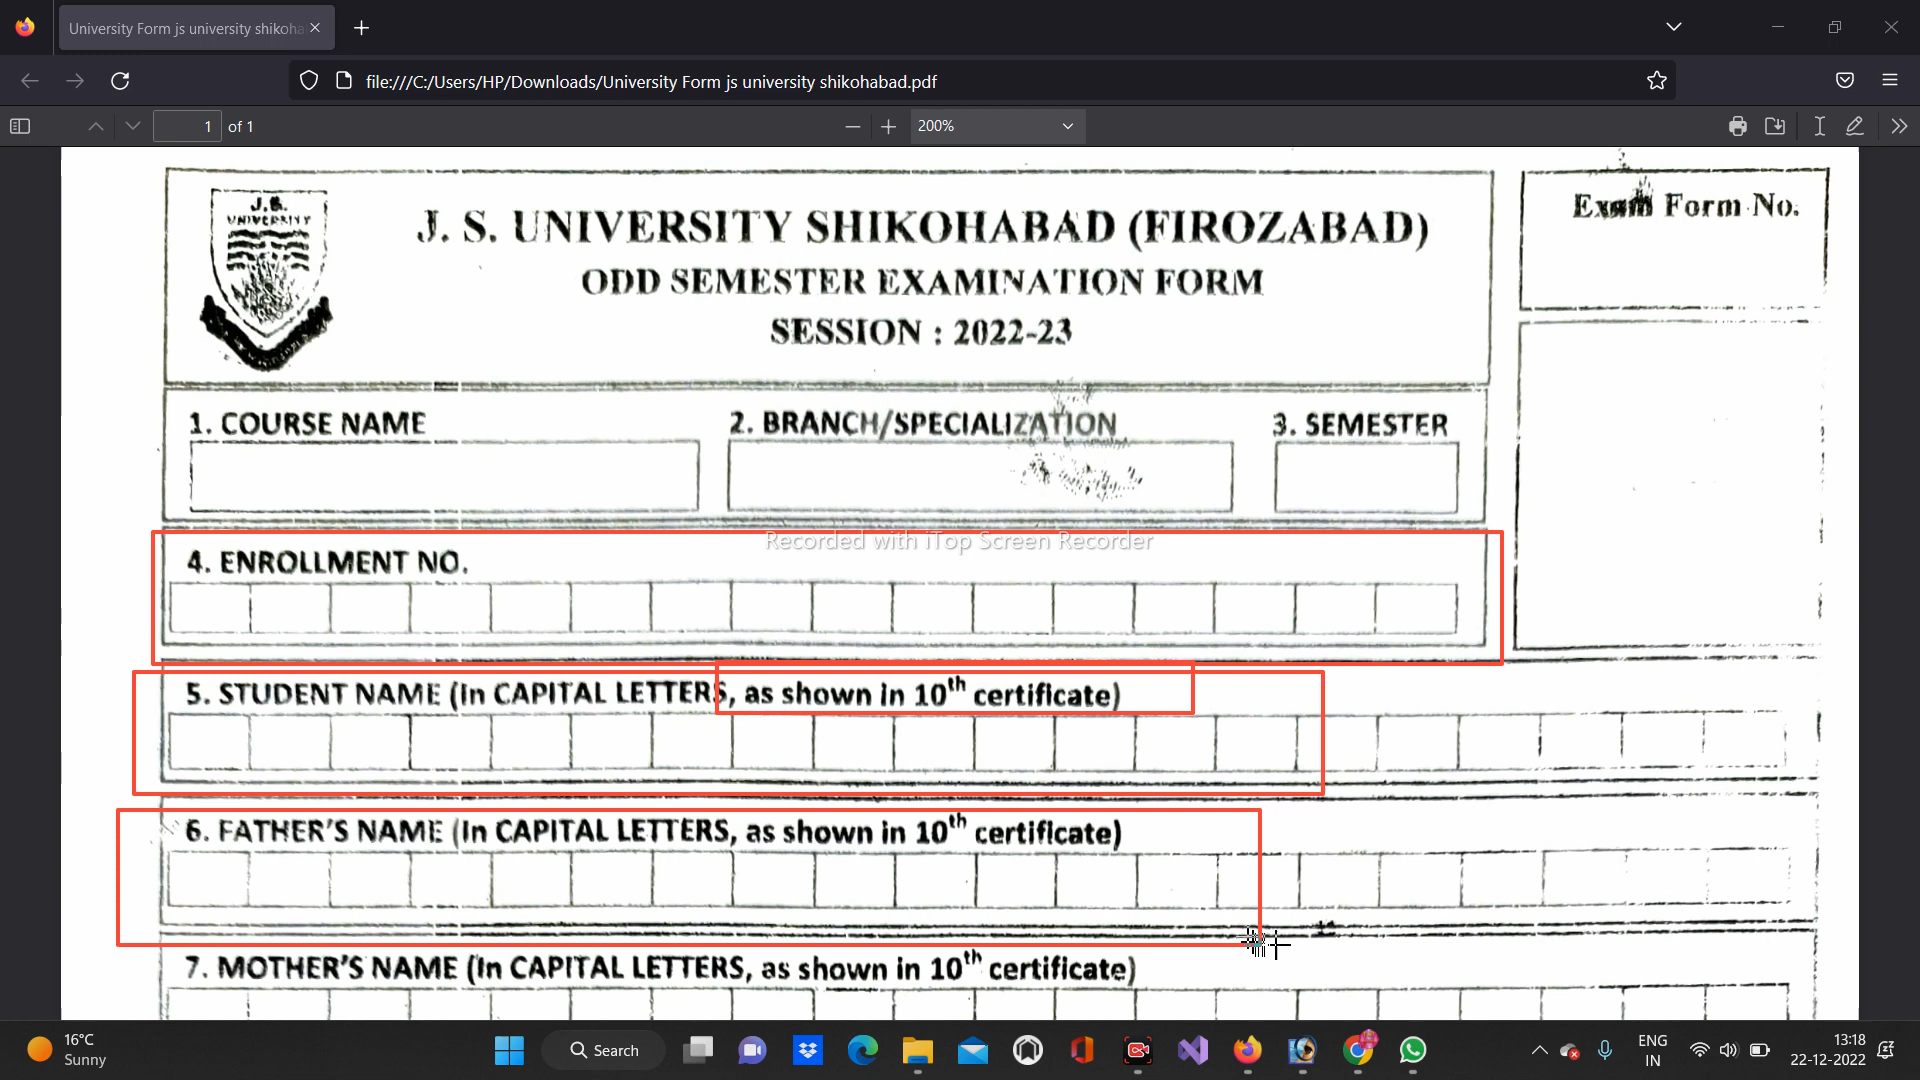 University Form js university shikoha
file:///C:/Users/HP/Downloads/University Form js university shikohabad.pdf
1 of 1
200%
J.S.
UNIVERSITY
J. S. UNIVERSITY SHIKOHABAD (FIROZABAD)
ODD SEMESTER EXAMINATION FORM
SESSION : 2022-23
Exam Form No.
1. COURSE NAME
2. BRANCH/SPECIALIZATION
3. SEMESTER
Recorded with iTop Screen Recorder
4. ENROLLMENT NO.
5. STUDENT NAME (In CAPITAL LETTERS, as shown in 10th certificate)
6. FATHER'S NAME (In CAPITAL LETTERS, as shown in 10th certificate)
7. MOTHER'S NAME (In CAPITAL LETTERS, as shown in 10th certificate)
16°C
Sunny
Search
ENG
IN
13:18
22-12-2022